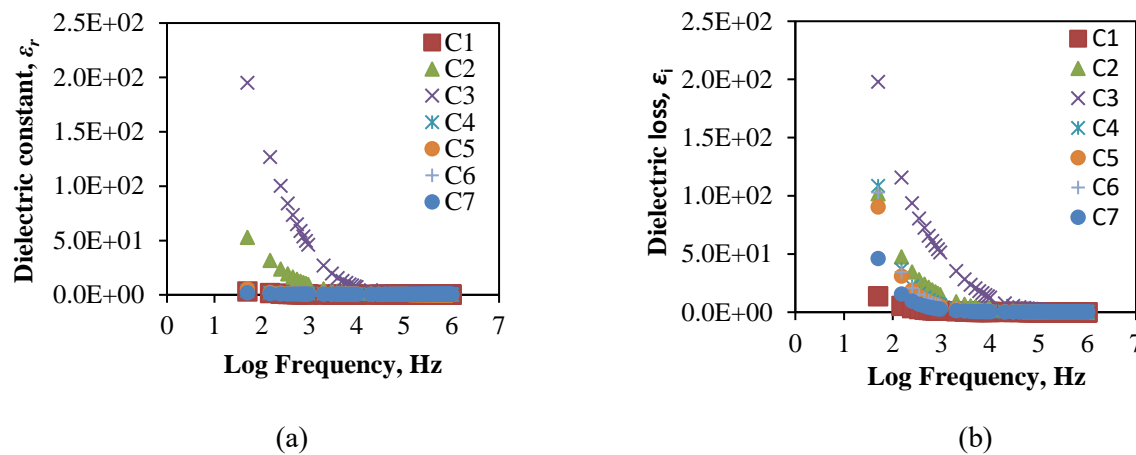 Dielectric constant, εr
2.5E+02
2.0E+02
1.5E+02
1.0E+02
5.0E+01
0.0E+00
0 1 2 3 4 5 6 7
Log Frequency, Hz
C1
C2
C3
C4
C5
C6
C7
(a)
Dielectric loss, εi
2.5E+02
2.0E+02
1.5E+02
1.0E+02
5.0E+01
0.0E+00
0 1 2 3 4 5 6 7
Log Frequency, Hz
C1
C2
C3
C4
C5
C6
C7
(b)